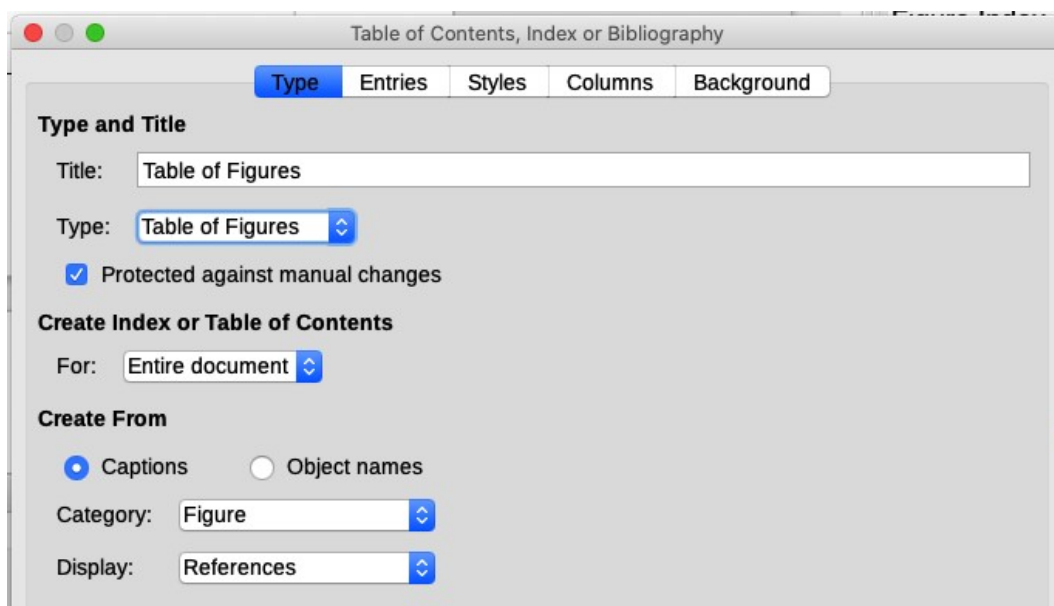 Table of Contents, Index or Bibliography
Type Entries Styles Columns Background
Type and Title
Title: Table of Figures
Type: Table of Figures
Protected against manual changes
Create Index or Table of Contents
For: Entire document
Create From
Captions Object names
Category: Figure
Display: References